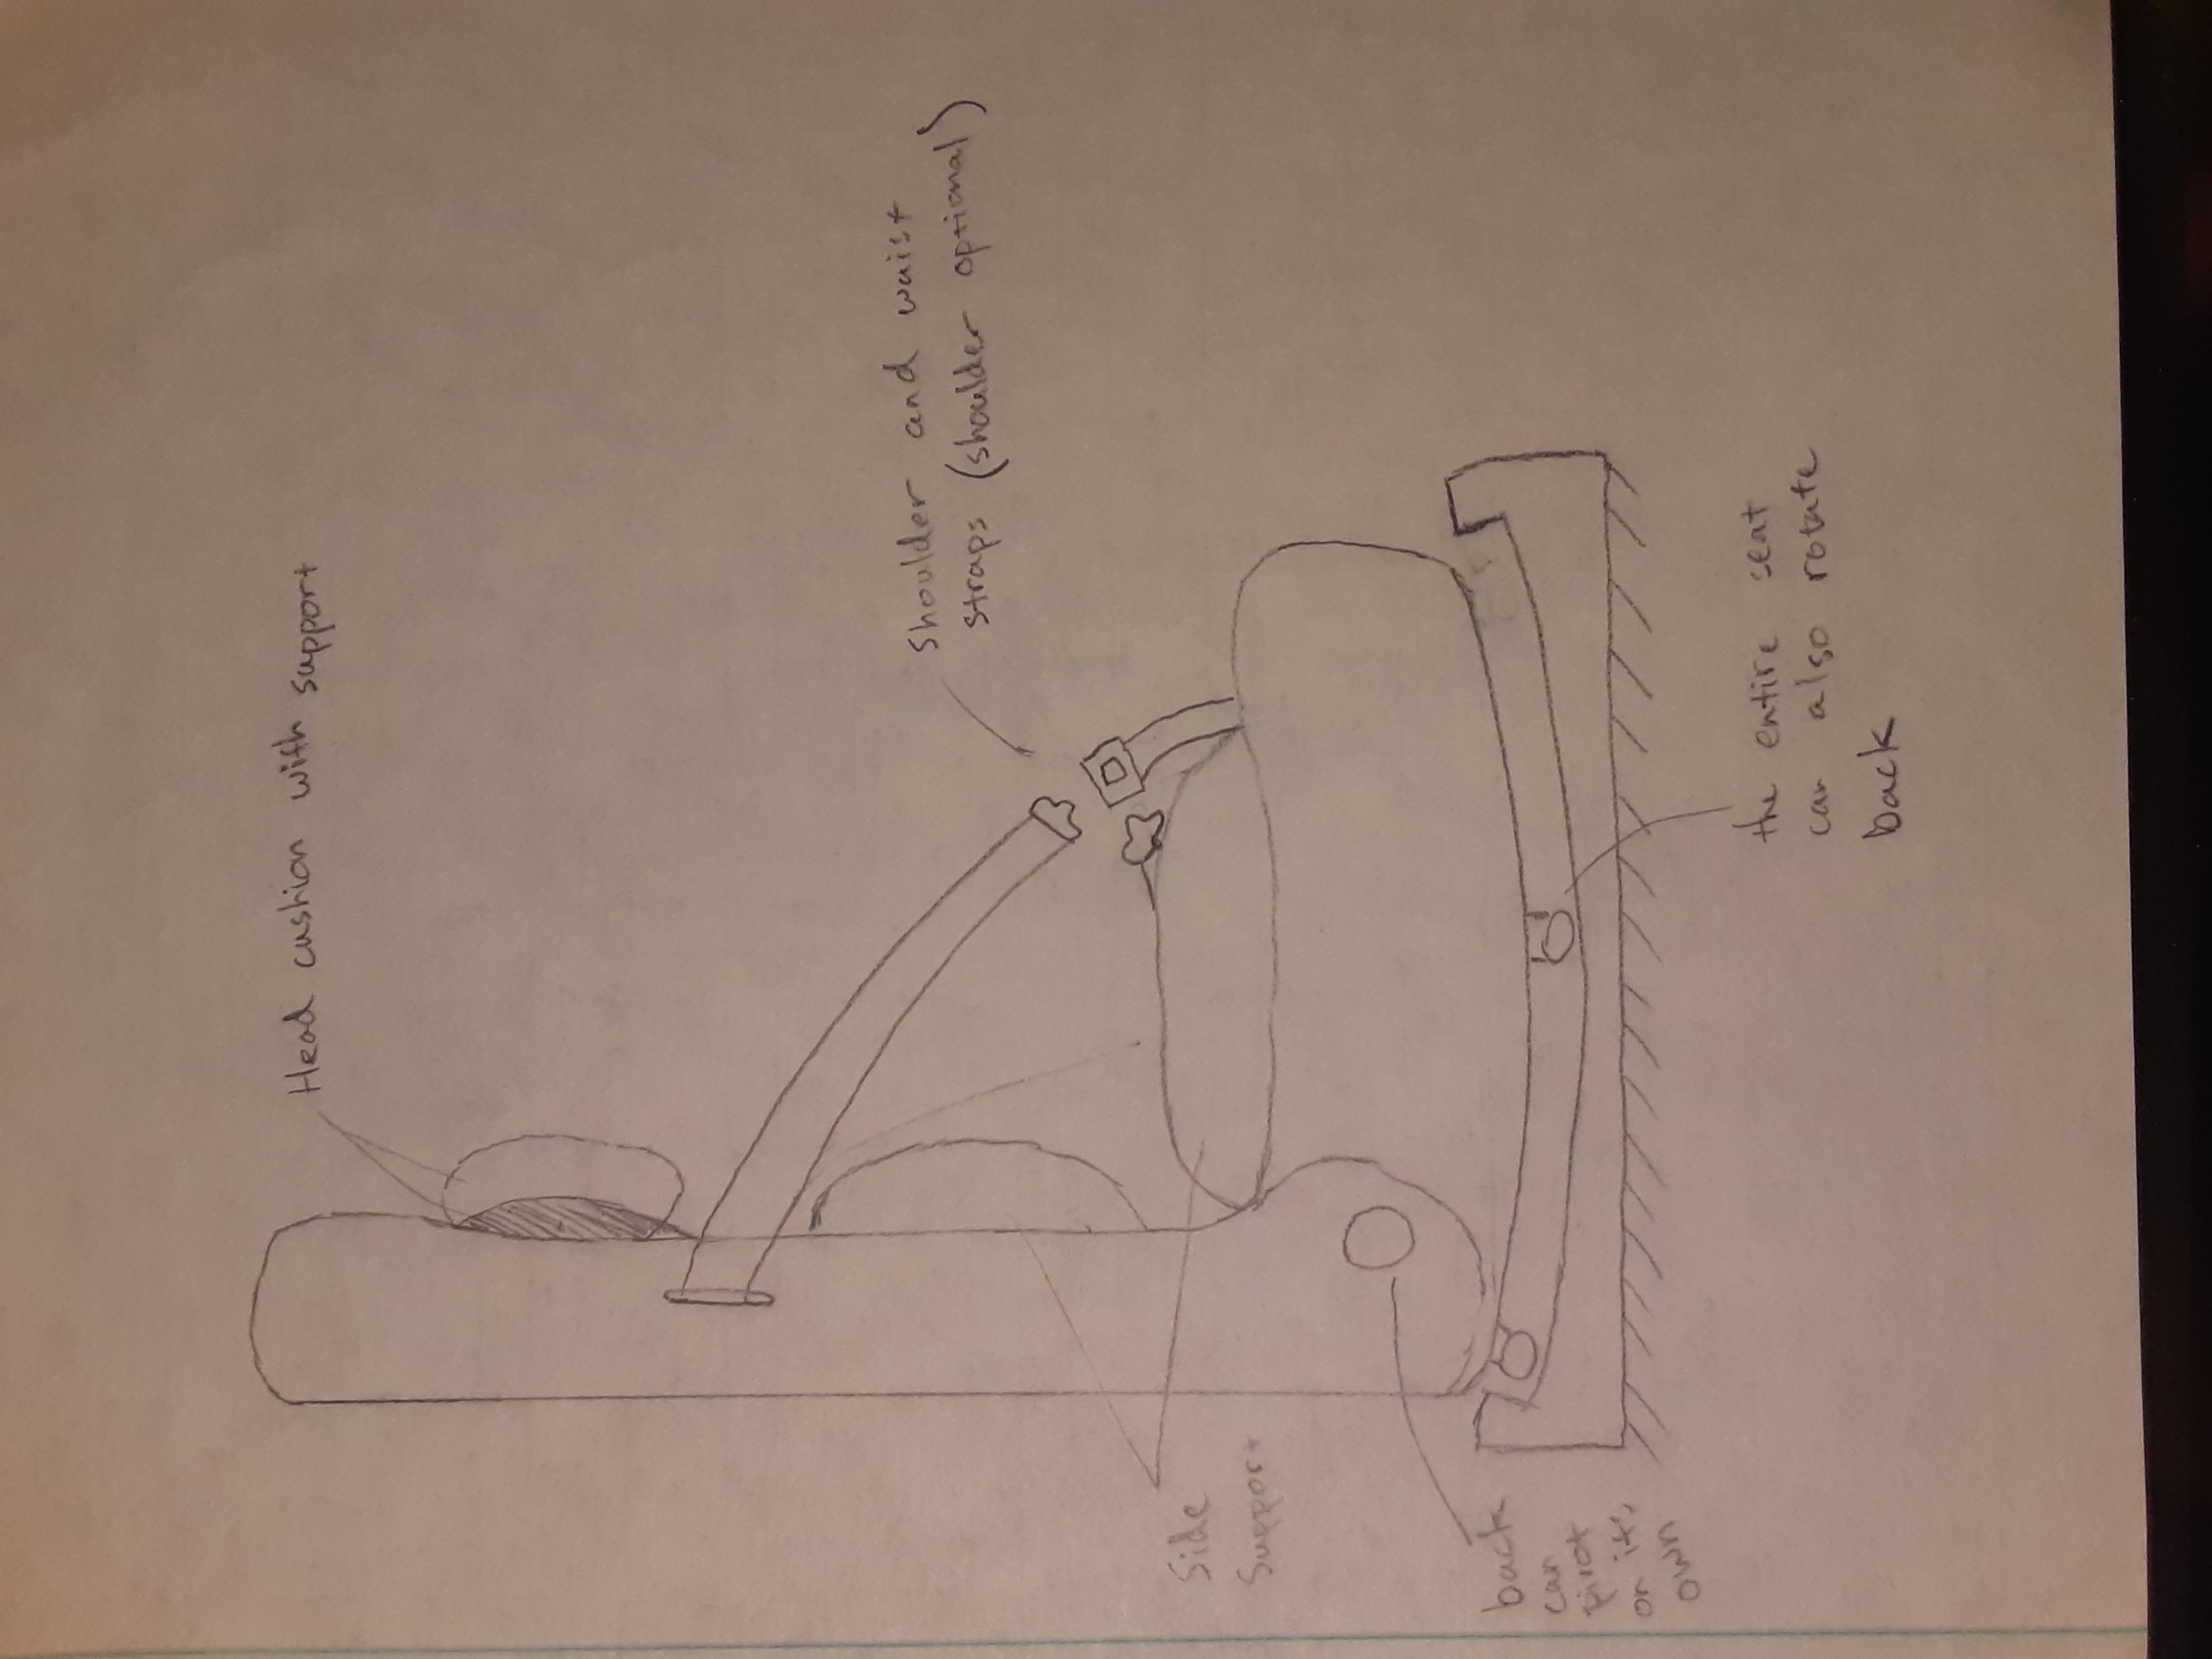 Head cushion with support
Shoulder and waist
straps (shoulder optional)
Side
Support
back
can
pivot
on it's
own
the entire seat
can also rotate
back